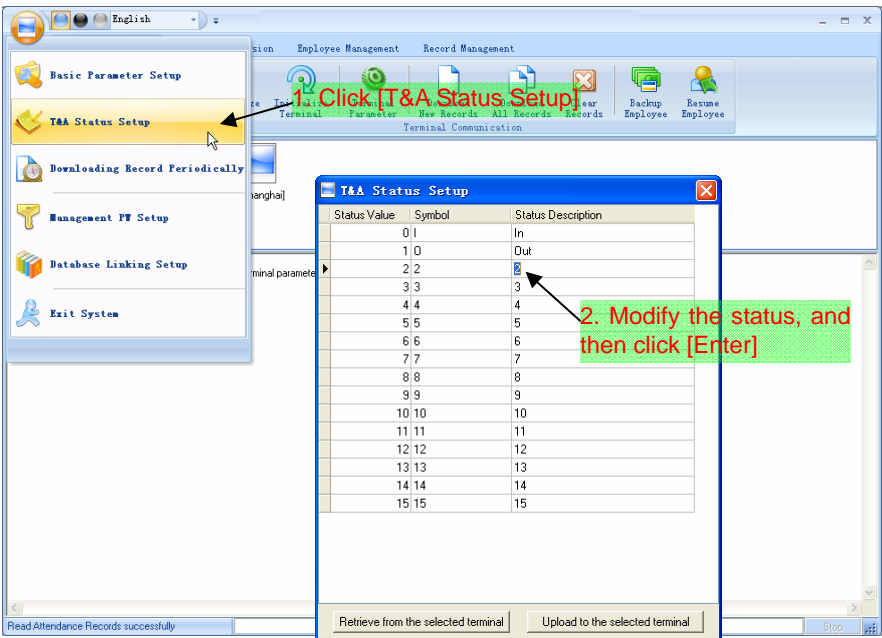 English
sion Employee Management Record Management
Basic Parameter Setup
T&A Status Setup
Downloading Record Periodically
Management PW Setup
Database Linking Setup
Exit System
1. Click [T&A Status Setup]
Terminal
Parameter
New Records
All Records
Clear
Records
Backup
Employee
Resume
Employee
Terminal Communication
anghai]
rminal paramete
T&A Status Setup
Status Value Symbol Status Description
0 I In
1 O Out
2 2 2
3 3 3
4 4 4
5 5 5
6 6 6
7 7 7
8 8 8
9 9 9
10 10 10
11 11 11
12 12 12
13 13 13
14 14 14
15 15 15
2. Modify the status, and
then click [Enter]
Retrieve from the selected terminal
Upload to the selected terminal
Read Attendance Records successfully
Stop